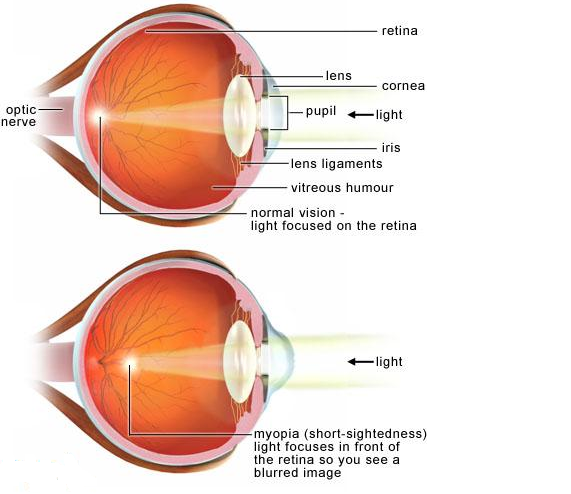 retina
lens
cornea
optic
nerve
pupil
light
iris
lens ligaments
vitreous humour
normal vision -
light focused on the retina
light
myopia (short-sightedness)
light focuses in front of
the retina so you see a
blurred image